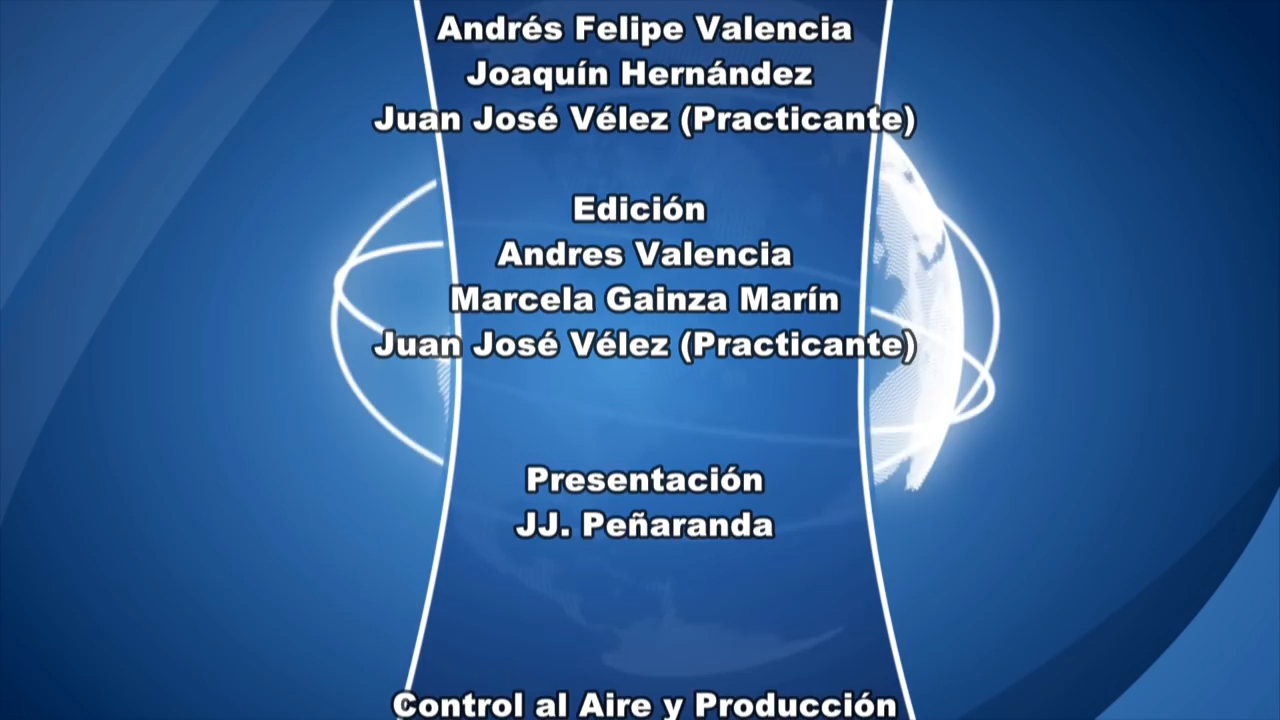 Andrés Felipe Valencia
Joaquín Hernández
Juan José Vélez (Practicante)
Edición
Andres Valencia
Marcela Gainza Marín
Juan José Vélez (Practicante)
Presentación
JJ. Peñaranda
Control al Aire y Producción